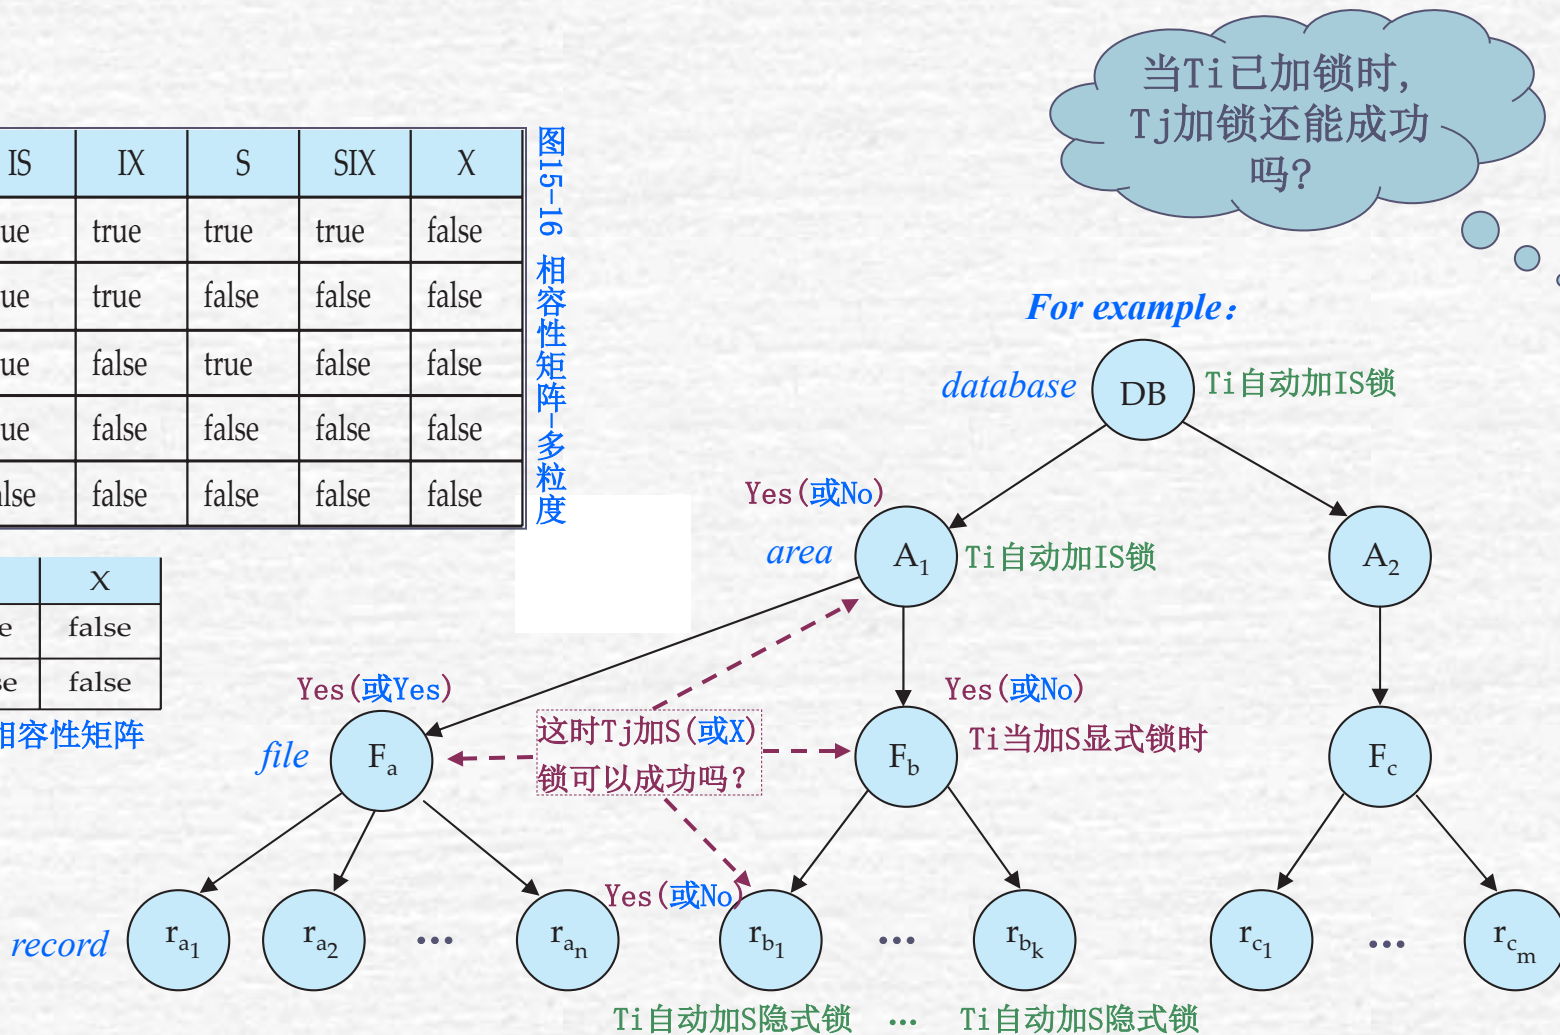 当Ti已加锁时,
Tj加锁还能成功
吗?
IS IX S SIX X
ue true true true false
ue true false false false
ue false true false false
ue false false false false
lse false false false false
图15-16 相容性矩阵-多粒度
X
e false
se false
相容性矩阵
For example：
database DB Ti自动加IS锁
Yes(或No)
area A1 Ti自动加IS锁 A2
Yes(或Yes) Yes(或No)
这时Tj加S(或X)
锁可以成功吗?
Ti当加S显式锁时
file Fa Fb Fc
Yes(或No)
record ra1 ra2 … ran rb1 … rbk rc1 … rcm
Ti自动加S隐式锁 … Ti自动加S隐式锁